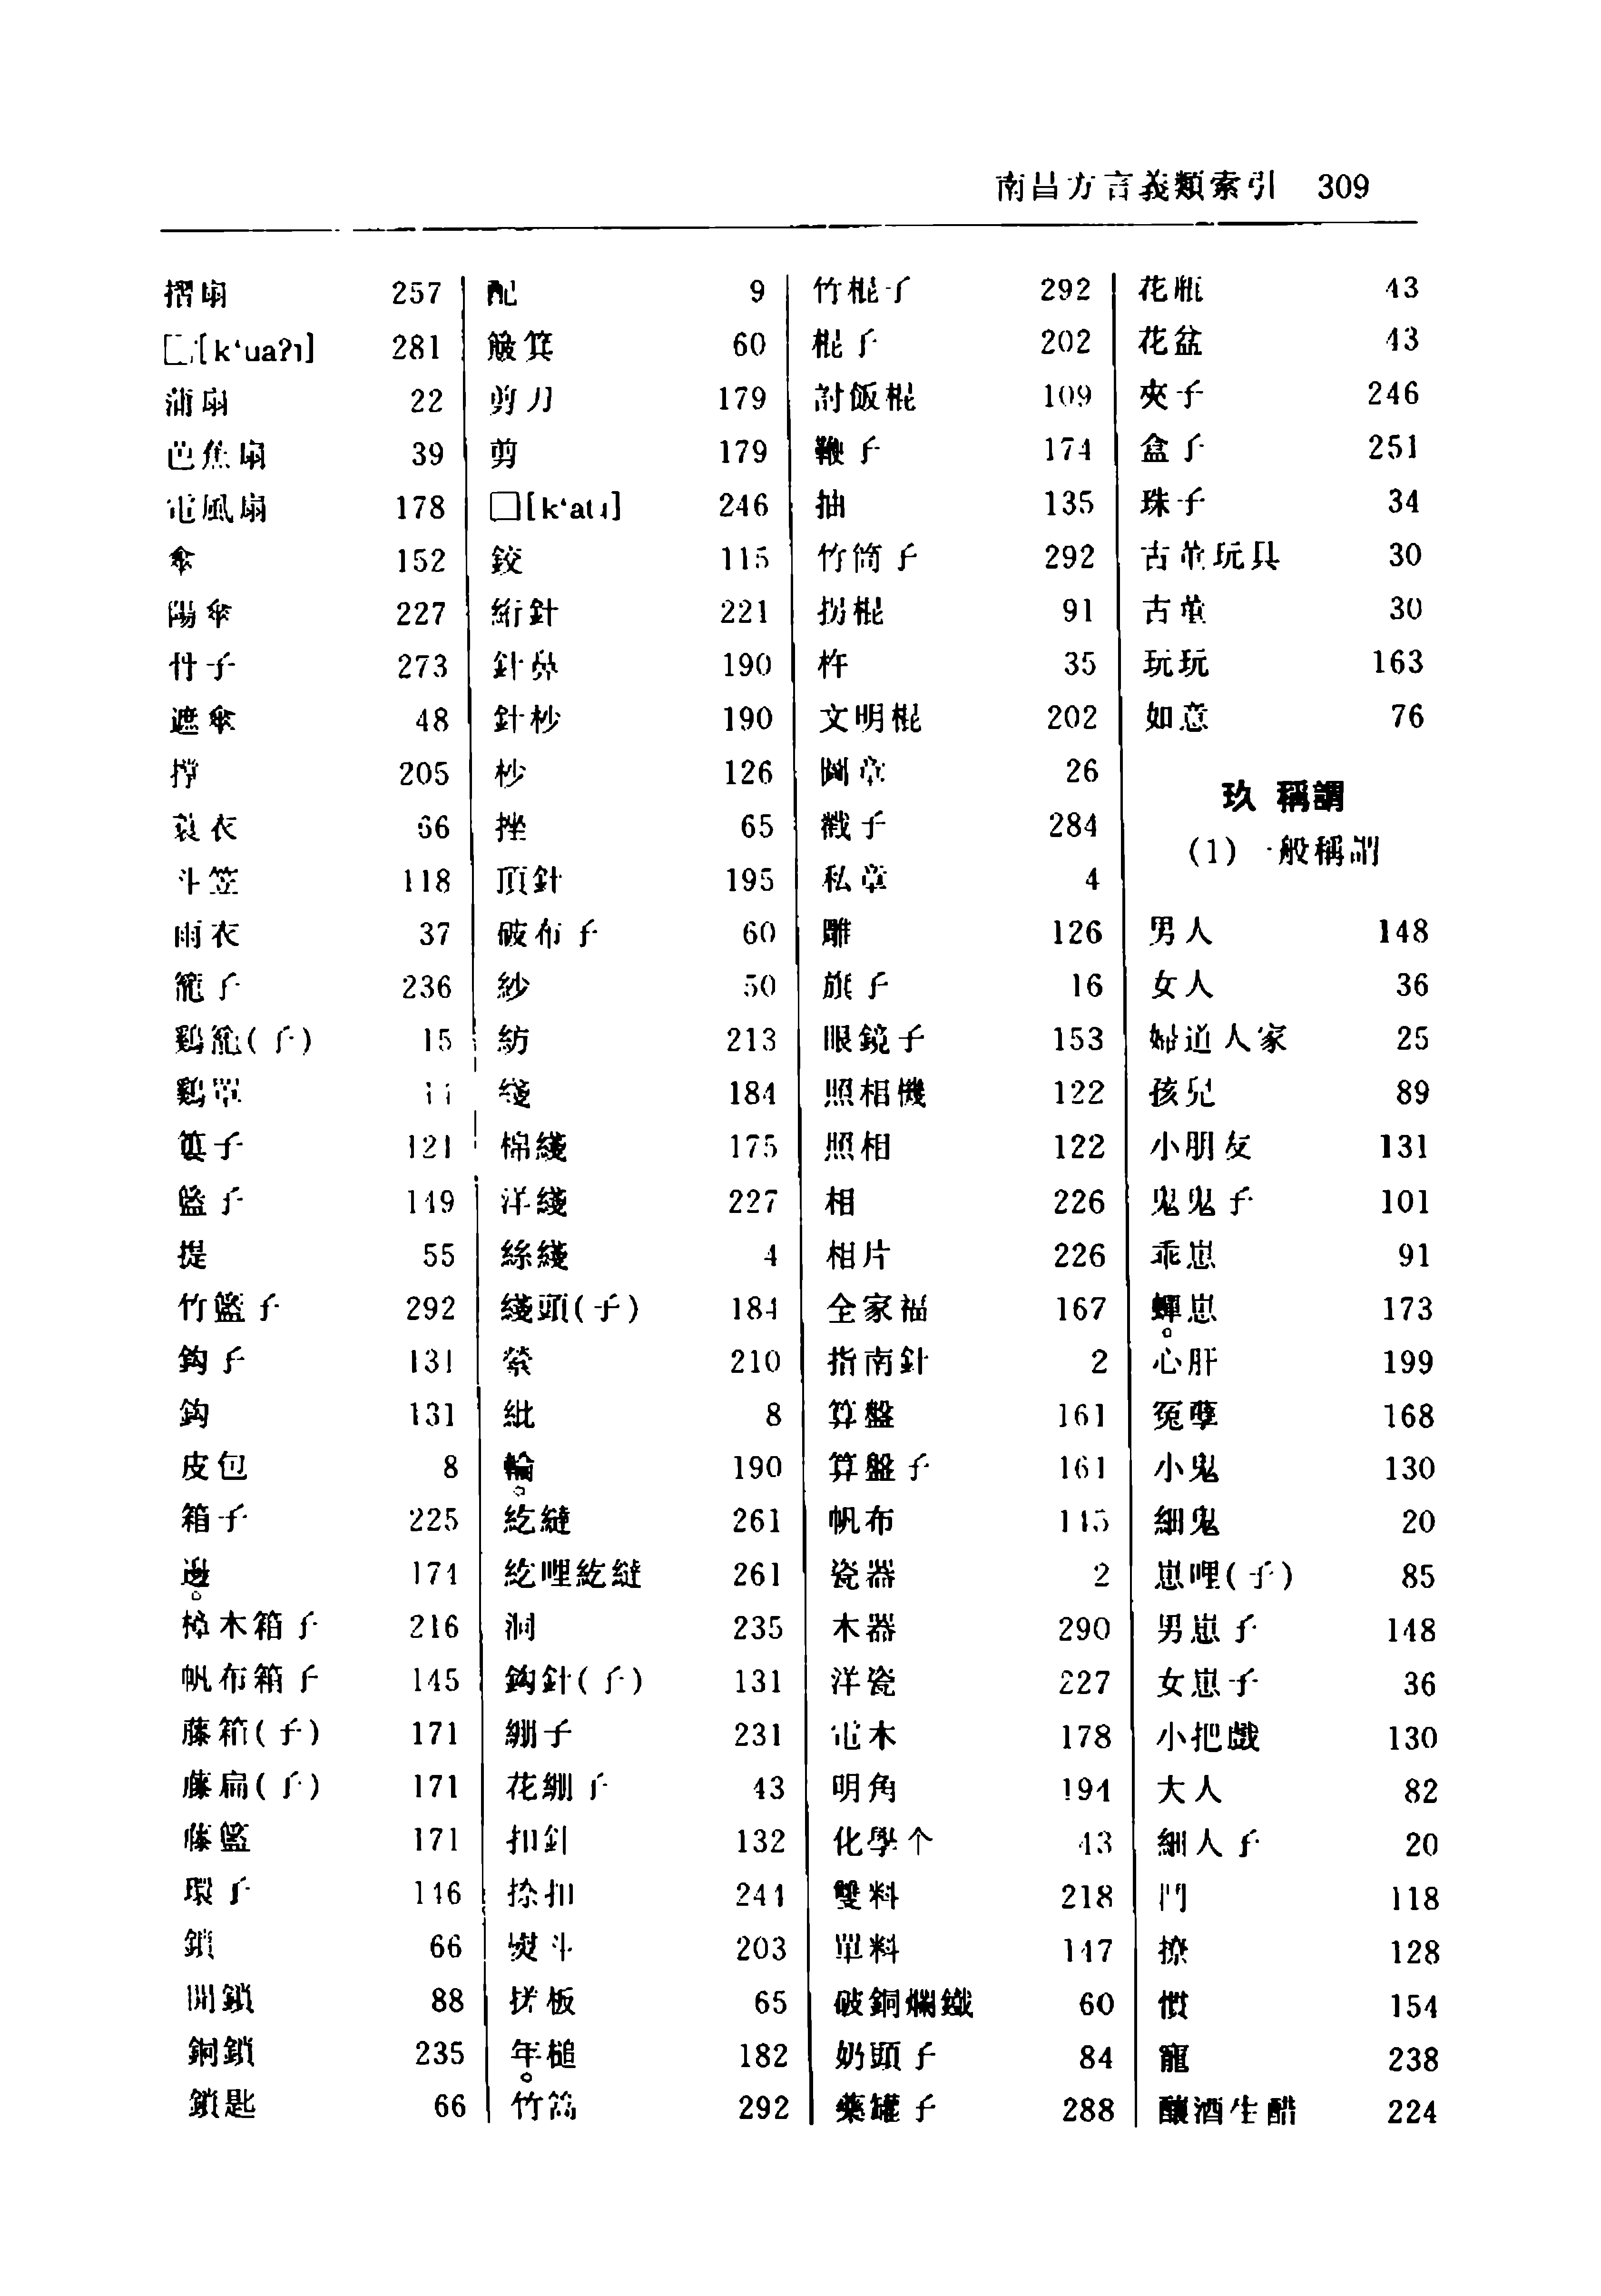 南昌方言義類索引 309
摺扇 257
□[k‘uaʔ˥] 281
蒲扇 22
芭焦扇 39
電風扇 178
傘 152
陽傘 227
竹子 273
遮傘 48
撐 205
蓑衣 66
斗笠 118
雨衣 37
籠子 236
鷄籠(子) 15
鷄罩
籃子 149
提 55
竹籃子 292
鈎子 131
鈎 131
皮包 8
箱子 225
邊 174
樟木箱子 216
帆布箱子 145
藤箱(子) 171
藤扁(子) 171
藤籃 171
環子 146
鎖 66
開鎖 88
銅鎖 235
鎖匙 66
配 9
簸箕 60
剪刀 179
剪 179
□[k‘at˩] 246
鉸 115
絎針 221
針鼻 190
針杪 190
杪 126
挫 65
頂針 195
破布子 60
紗 50
紡 213
綫 184
棉綫 175
洋綫 227
絲綫 4
綫頭(子) 184
縈 210
紕 8
輪 190
紇縫 261
紇哩紇縫 261
洞 235
鈎針(子) 131
綳子 231
花綳子 43
扣針 132
捺扣 244
熨斗 203
搓板 65
年槌 182
竹篙 292
竹棍子 292
棍子 202
討飯棍 109
鞭子 174
抽 135
竹筒子 292
拐棍 91
杵 35
文明棍 202
圖章 26
戳子 284
私章 4
雕 126
旗子 16
眼鏡子 153
照相機 122
照相 122
相 226
相片 226
全家福 167
指南針 2
算盤 161
算盤子 161
帆布 145
瓷器 2
木器 290
洋瓷 227
電木 178
明角 194
化學个 43
雙料 218
單料 147
破銅爛鐵 60
奶頭子 84
藥罐子 288
花瓶 43
花盆 43
夾子 246
盒子 251
珠子 34
古董玩具 30
古董 30
玩玩 163
如意 76
玖 稱謂
(1) 一般稱謂
男人 148
女人 36
婦道人家 25
孩兒 89
小朋友 131
鬼鬼子 101
乖崽 91
蟬崽 173
心肝 199
冤孽 168
小鬼 130
細鬼 20
崽哩(子) 85
男崽子 148
女崽子 36
小把戲 130
大人 82
細人子 20
鬥 118
撩 128
慣 154
寵 238
釀酒生醋 224